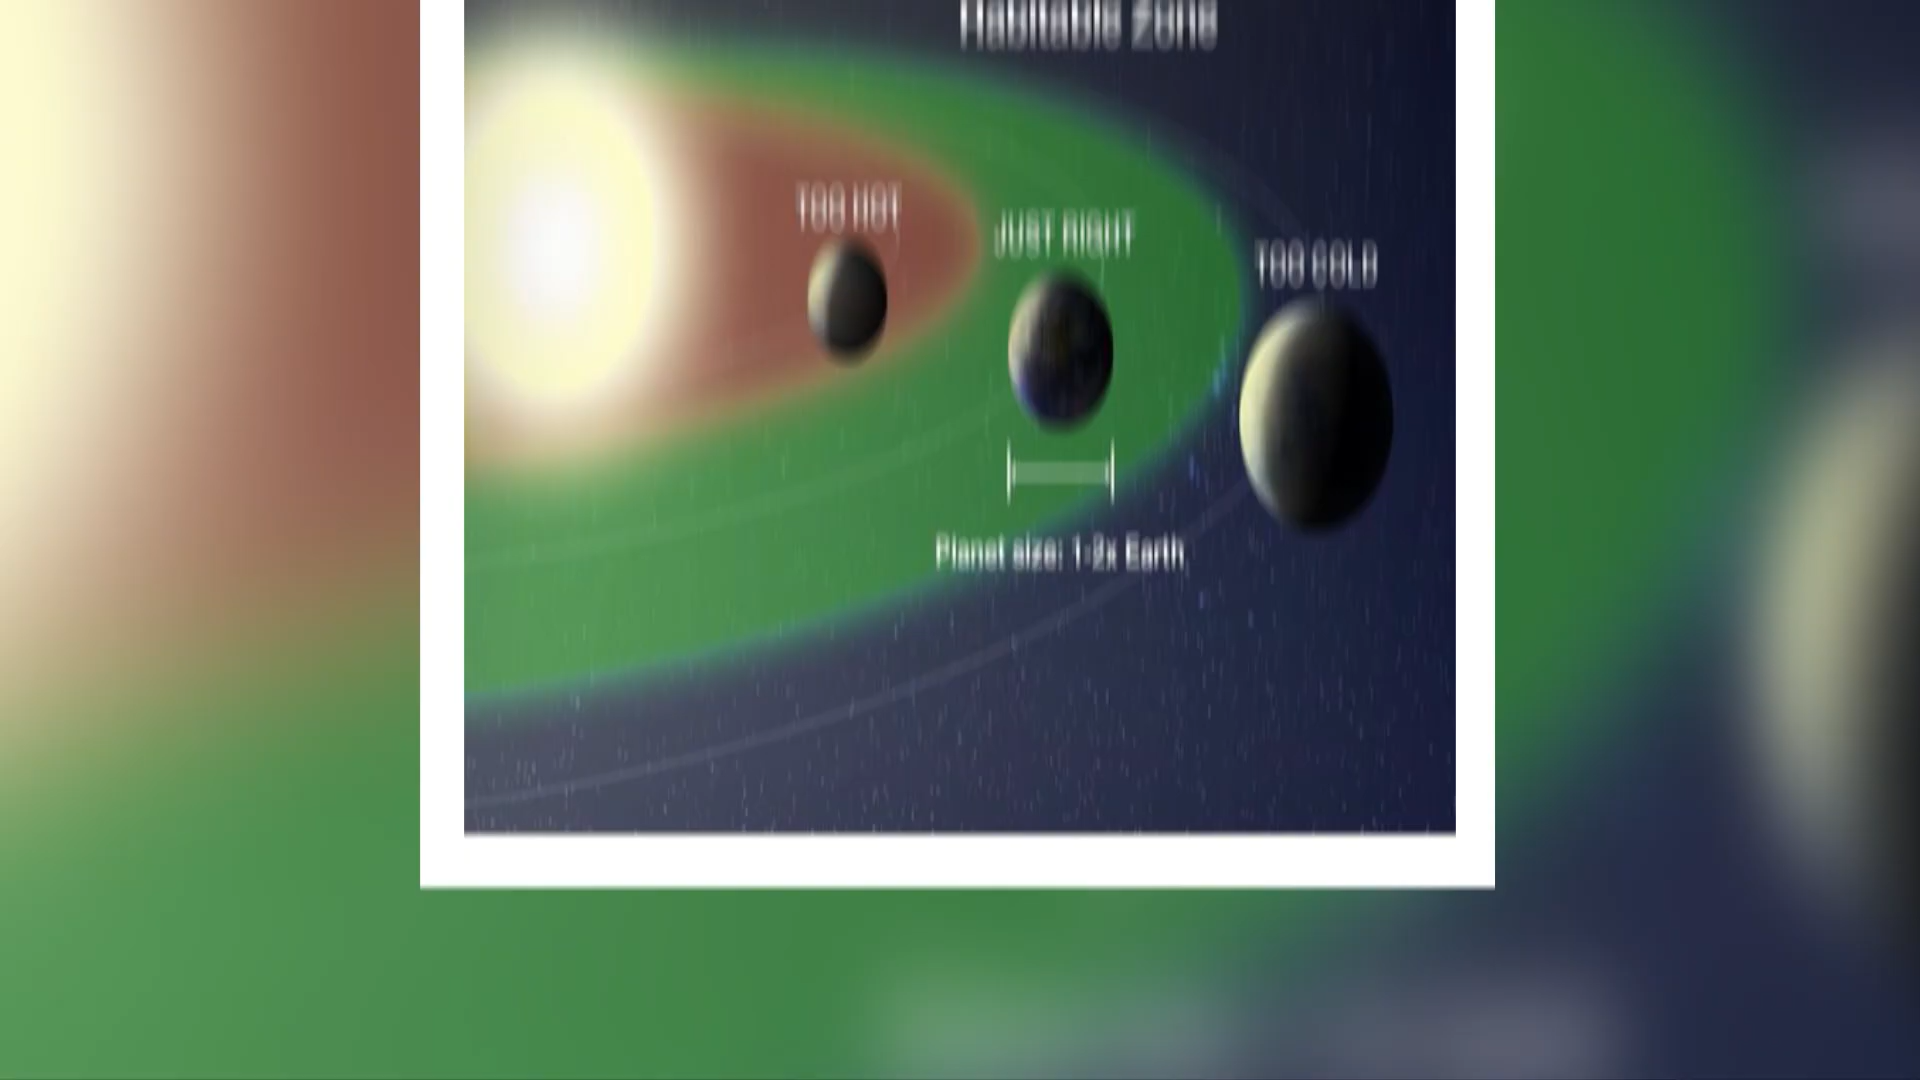 Habitable Zone
TOO HOT
JUST RIGHT
TOO COLD
Planet size: 1-2x Earth